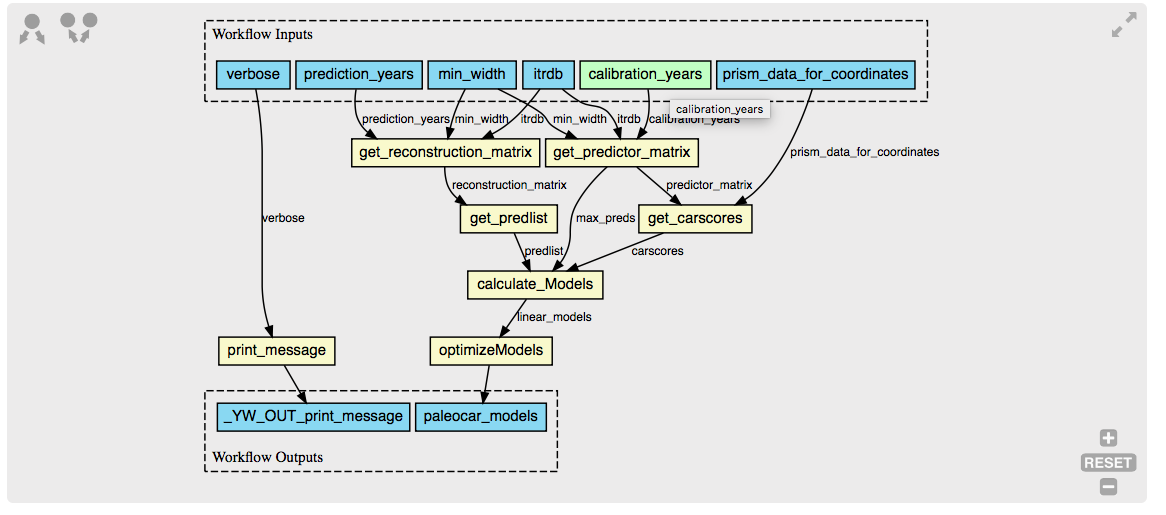 Workflow Inputs
verbose
prediction_years
min_width
itrdb
calibration_years
prism_data_for_coordinates
calibration_years
prediction_years
min_width
itrdb
min_width
itrdb
calibration_years
get_reconstruction_matrix
get_predictor_matrix
prism_data_for_coordinates
reconstruction_matrix
predictor_matrix
verbose
get_predlist
max_preds
get_carscores
predlist
carscores
calculate_Models
linear_models
print_message
optimizeModels
_YW_OUT_print_message
paleocar_models
Workflow Outputs
RESET